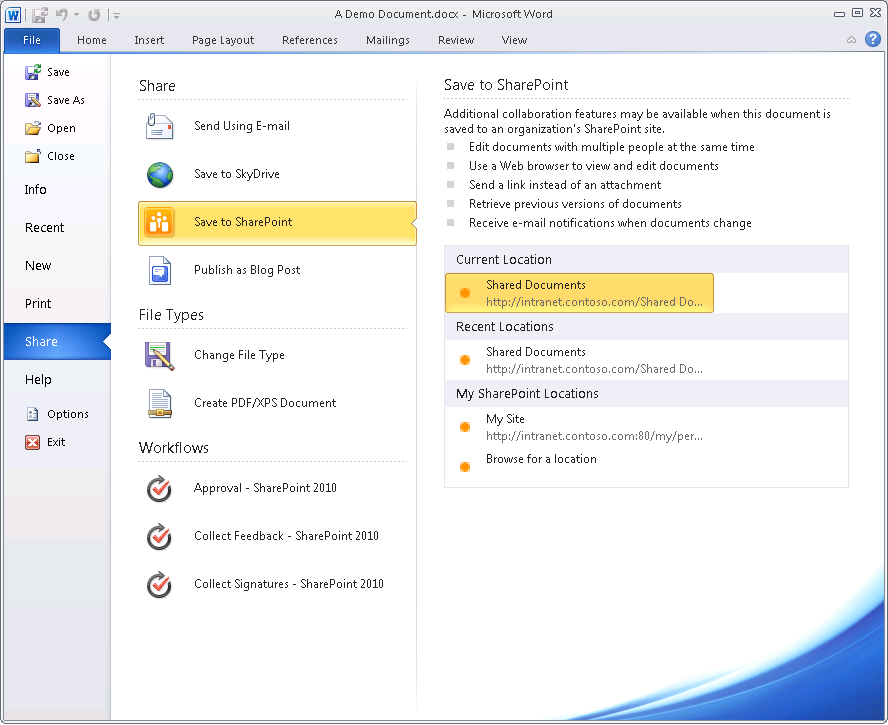 W
A Demo Document.docx - Microsoft Word
File Home Insert Page Layout References Mailings Review View
Save
Save As
Open
Close
Info
Recent
New
Print
Share
Help
Options
Exit
Share
Send Using E-mail
Save to SkyDrive
Save to SharePoint
Publish as Blog Post
File Types
Change File Type
Create PDF/XPS Document
Workflows
Approval - SharePoint 2010
Collect Feedback - SharePoint 2010
Collect Signatures - SharePoint 2010
Save to SharePoint
Additional collaboration features may be available when this document is
saved to an organization's SharePoint site.
Edit documents with multiple people at the same time
Use a Web browser to view and edit documents
Send a link instead of an attachment
Retrieve previous versions of documents
Receive e-mail notifications when documents change
Current Location
Shared Documents
http://intranet.contoso.com/Shared Do...
Recent Locations
Shared Documents
http://intranet.contoso.com/Shared Do...
My SharePoint Locations
My Site
http://intranet.contoso.com:80/my/per...
Browse for a location